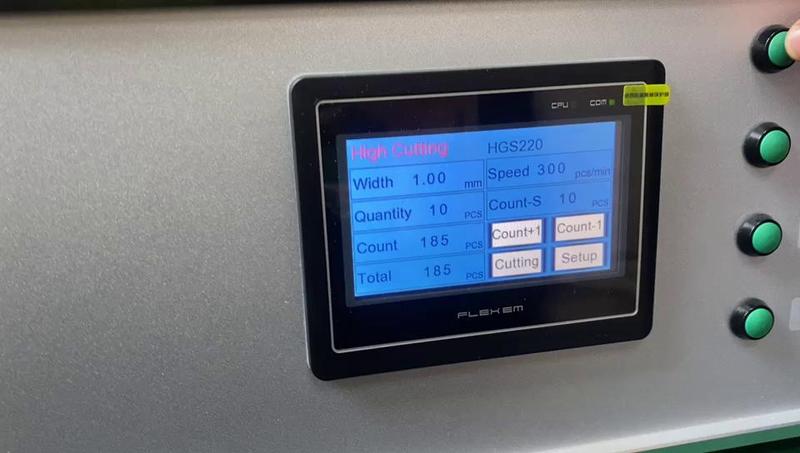 CPU COM
High Cutting HGS220
Width 1.00 mm Speed 300 pcs/min
Quantity 10 PCS Count-S 10 PCS
Count 185 PCS Count+1 Count-1
Total 185 PCS Cutting Setup
FLEXEM